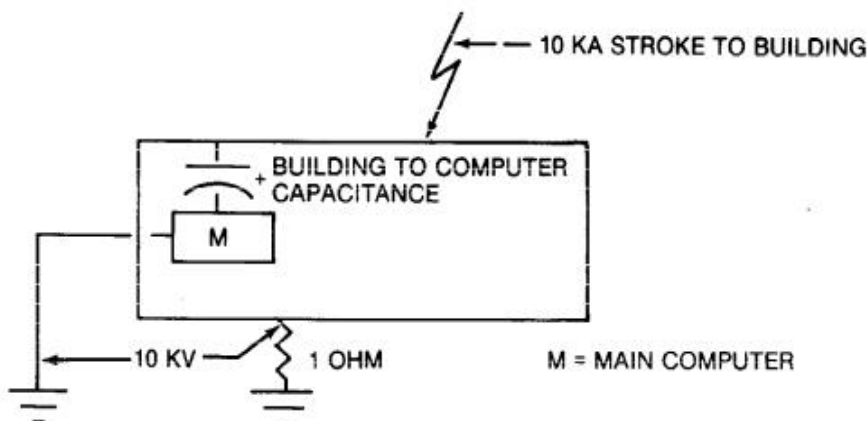 10 KA STROKE TO BUILDING
BUILDING TO COMPUTER
+
CAPACITANCE
M
10 KV
1 OHM
M = MAIN COMPUTER